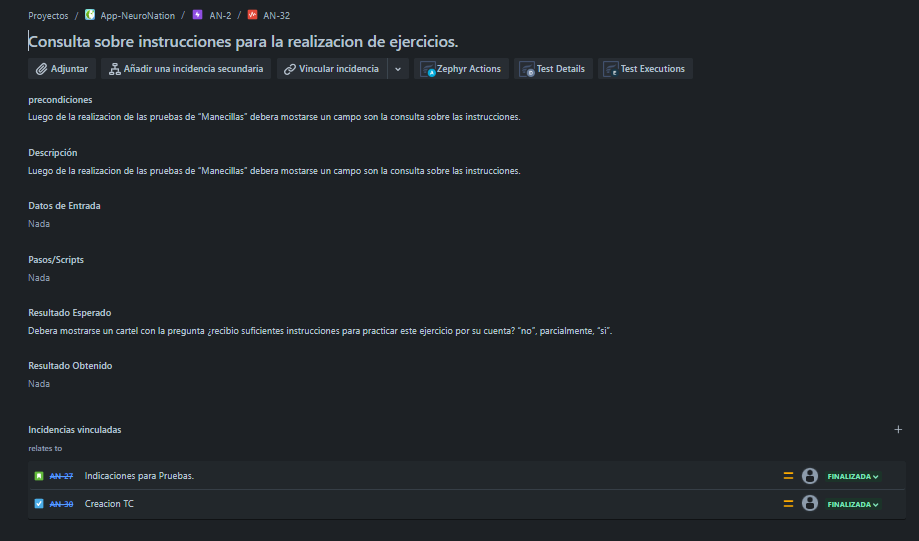 Proyectos / App-NeuroNation / AN-2 / AN-32
Consulta sobre instrucciones para la realizacion de ejercicios.
Adjuntar Añadir una incidencia secundaria Vincular incidencia Zephyr Actions Test Details Test Executions
precondiciones
Luego de la realizacion de las pruebas de “Manecillas” debera mostarse un campo son la consulta sobre las instrucciones.
Descripción
Luego de la realizacion de las pruebas de “Manecillas” debera mostarse un campo son la consulta sobre las instrucciones.
Datos de Entrada
Nada
Pasos/Scripts
Nada
Resultado Esperado
Debera mostrarse un cartel con la pregunta ¿recibio suficientes instrucciones para practicar este ejercicio por su cuenta? “no”, parcialmente, “si”.
Resultado Obtenido
Nada
Incidencias vinculadas
relates to
AN-27 Indicaciones para Pruebas. FINALIZADA
AN-30 Creacion TC FINALIZADA